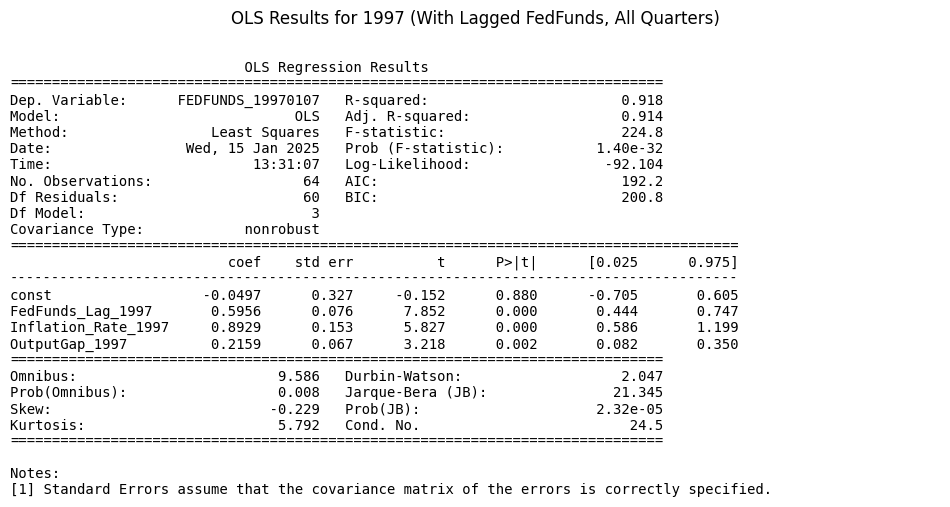 OLS Results for 1997 (With Lagged FedFunds, All Quarters)
                            OLS Regression Results
==============================================================================
Dep. Variable:      FEDFUNDS_19970107   R-squared:                       0.918
Model:                            OLS   Adj. R-squared:                  0.914
Method:                 Least Squares   F-statistic:                     224.8
Date:                Wed, 15 Jan 2025   Prob (F-statistic):           1.40e-32
Time:                        13:31:07   Log-Likelihood:                -92.104
No. Observations:                  64   AIC:                             192.2
Df Residuals:                      60   BIC:                             200.8
Df Model:                           3
Covariance Type:            nonrobust
=======================================================================================
                          coef    std err          t      P>|t|      [0.025      0.975]
---------------------------------------------------------------------------------------
const                  -0.0497      0.327     -0.152      0.880      -0.705       0.605
FedFunds_Lag_1997       0.5956      0.076      7.852      0.000       0.444       0.747
Inflation_Rate_1997     0.8929      0.153      5.827      0.000       0.586       1.199
OutputGap_1997          0.2159      0.067      3.218      0.002       0.082       0.350
==============================================================================
Omnibus:                        9.586   Durbin-Watson:                   2.047
Prob(Omnibus):                  0.008   Jarque-Bera (JB):               21.345
Skew:                          -0.229   Prob(JB):                     2.32e-05
Kurtosis:                       5.792   Cond. No.                         24.5
==============================================================================
Notes:
[1] Standard Errors assume that the covariance matrix of the errors is correctly specified.